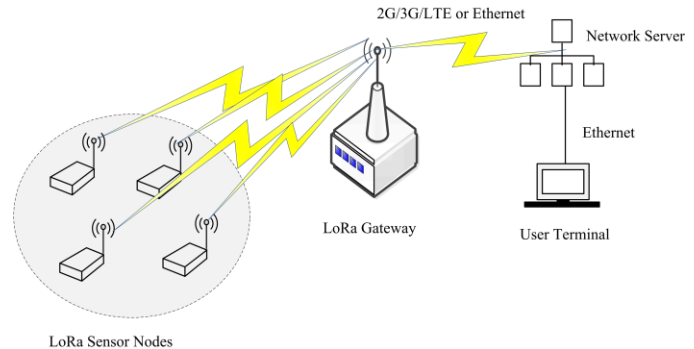 2G/3G/LTE or Ethernet
Network Server
Ethernet
LoRa Gateway
User Terminal
LoRa Sensor Nodes